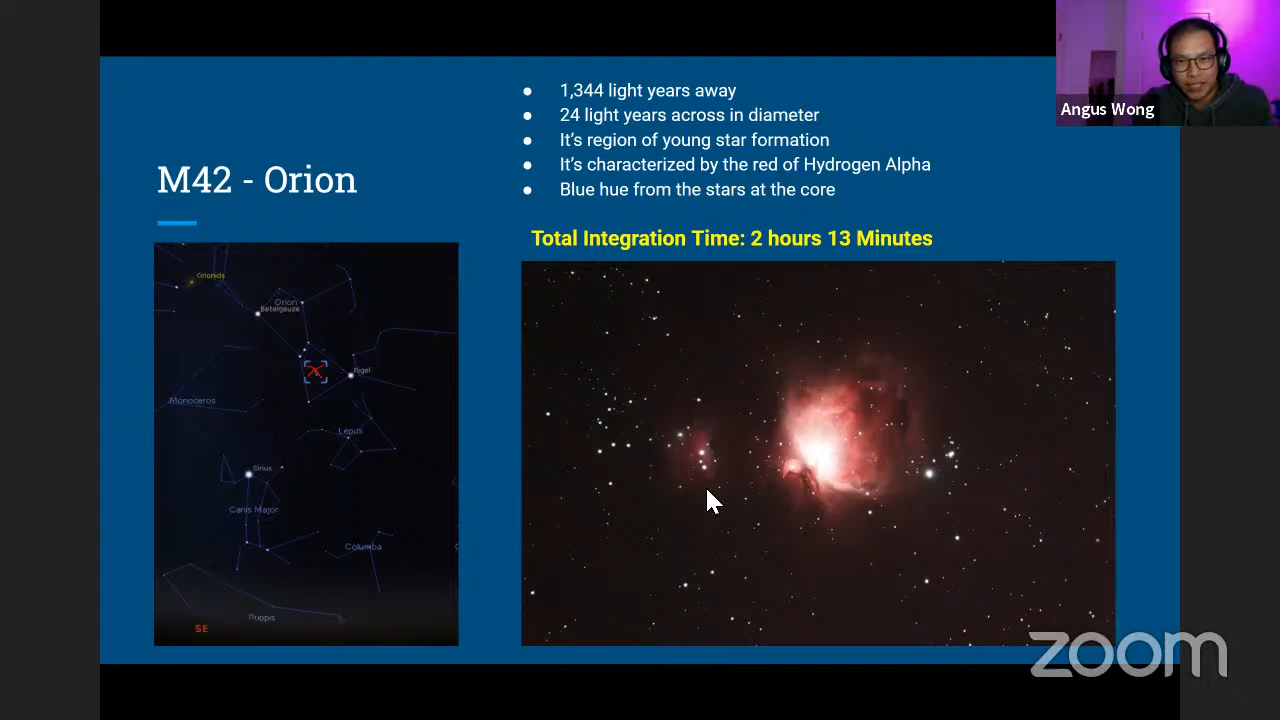 Angus Wong
M42 - Orion
● 1,344 light years away
● 24 light years across in diameter
● It’s region of young star formation
● It’s characterized by the red of Hydrogen Alpha
● Blue hue from the stars at the core
Total Integration Time: 2 hours 13 Minutes
Orionids
Orion
Betelgeuse
Rigel
Monoceros
Lepus
Sirius
Canis Major
Columba
Puppis
SE
zoom